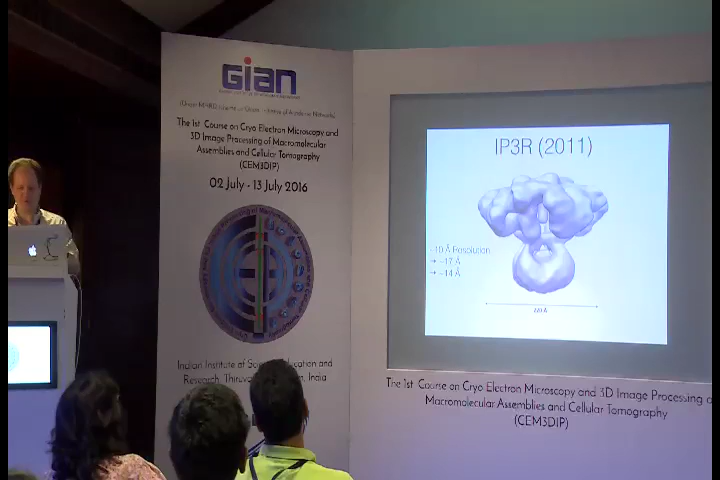 GIAN
The 1st Course on Cryo Electron Microscopy and
3D Image Processing of Macromolecular
Assemblies and Cellular Tomography
(CEM3DIP)
02 July - 13 July 2016
Indian Institute of Science Education and
Research, India
IP3R (2011)
~10 Å Resolution
→ ~17 Å
→ ~14 Å
The 1st Course on Cryo Electron Microscopy and 3D Image Processing
Macromolecular Assemblies and Cellular Tomography
(CEM3DIP)